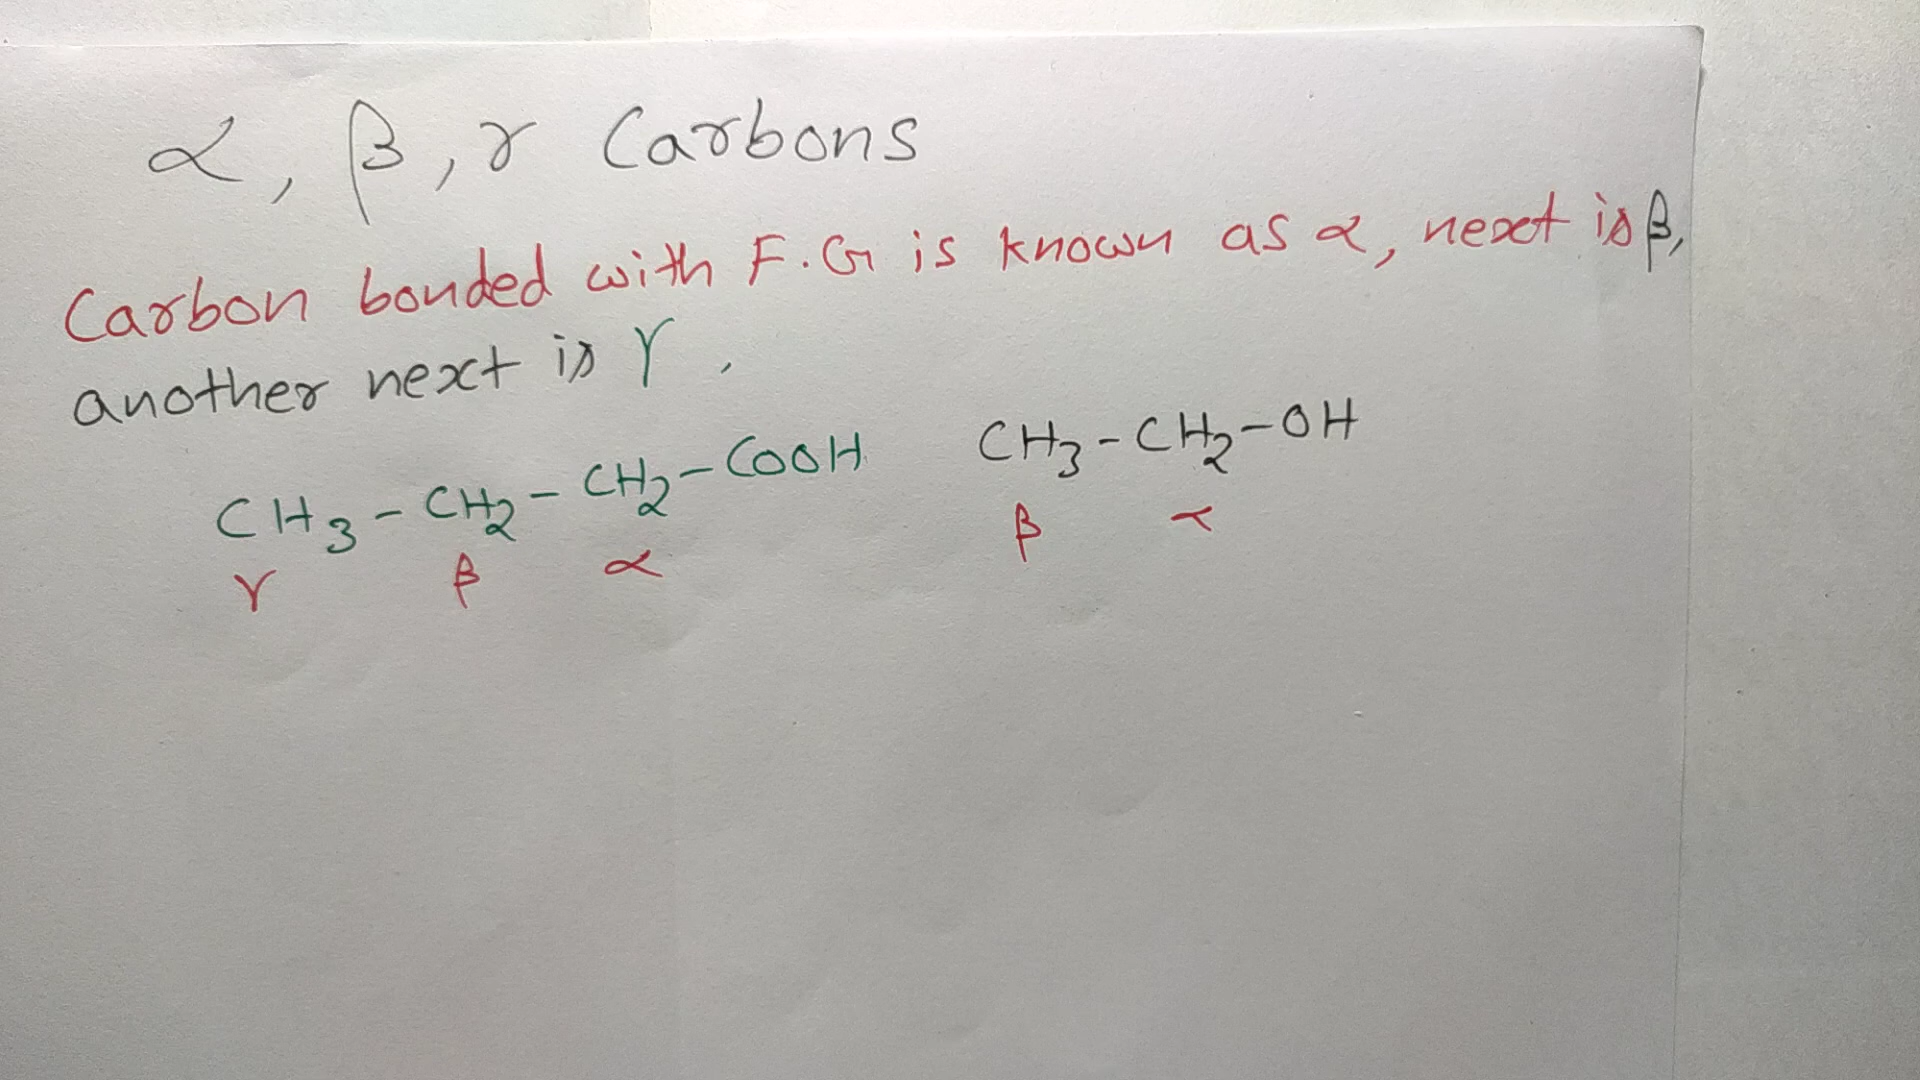 α, β, γ Carbons
Carbon bonded with F.G is known as α, next is β,
another next is γ.
CH₃-CH₂-CH₂-COOH CH₃-CH₂-OH
γ β α β α